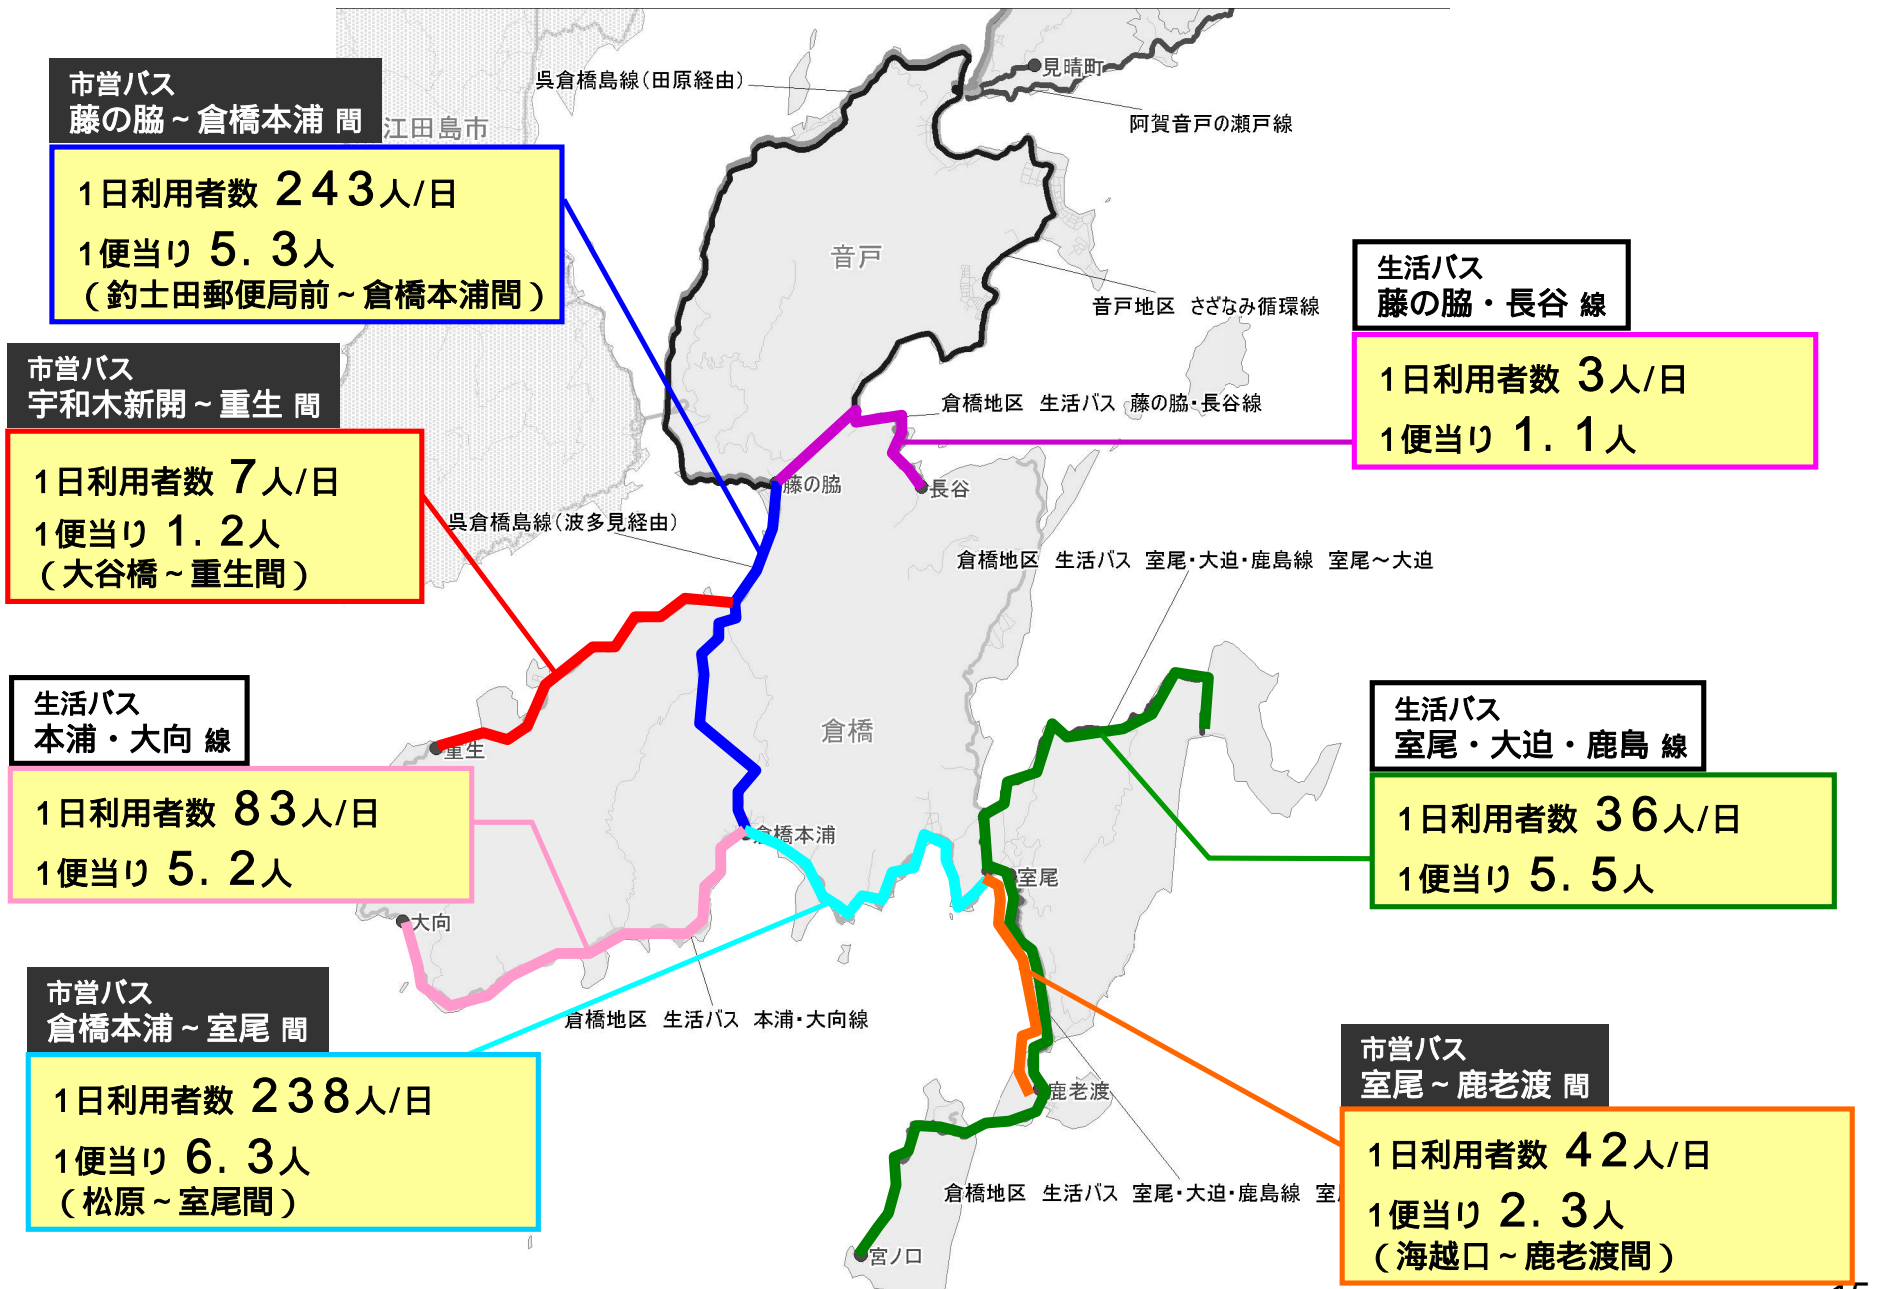 市営バス
藤の脇～倉橋本浦 間
1日利用者数 243人/日
1便当り 5.3人
（釣士田郵便局前～倉橋本浦間）
市営バス
宇和木新開～重生 間
1日利用者数 7人/日
1便当り 1.2人
（大谷橋～重生間）
生活バス
本浦・大向 線
1日利用者数 83人/日
1便当り 5.2人
市営バス
倉橋本浦～室尾 間
1日利用者数 238人/日
1便当り 6.3人
（松原～室尾間）
生活バス
藤の脇・長谷 線
1日利用者数 3人/日
1便当り 1.1人
生活バス
室尾・大迫・鹿島 線
1日利用者数 36人/日
1便当り 5.5人
市営バス
室尾～鹿老渡 間
1日利用者数 42人/日
1便当り 2.3人
（海越口～鹿老渡間）
江田島市
呉倉橋島線（田原経由）
見晴町
阿賀音戸の瀬戸線
音戸
音戸地区 さざなみ循環線
倉橋地区 生活バス 藤の脇・長谷線
藤の脇
長谷
呉倉橋島線（波多見経由）
倉橋地区 生活バス 室尾・大迫・鹿島線 室尾～大迫
重生
倉橋
倉橋本浦
室尾
大向
倉橋地区 生活バス 本浦・大向線
鹿老渡
倉橋地区 生活バス 室尾・大迫・鹿島線 室
宮ノ口